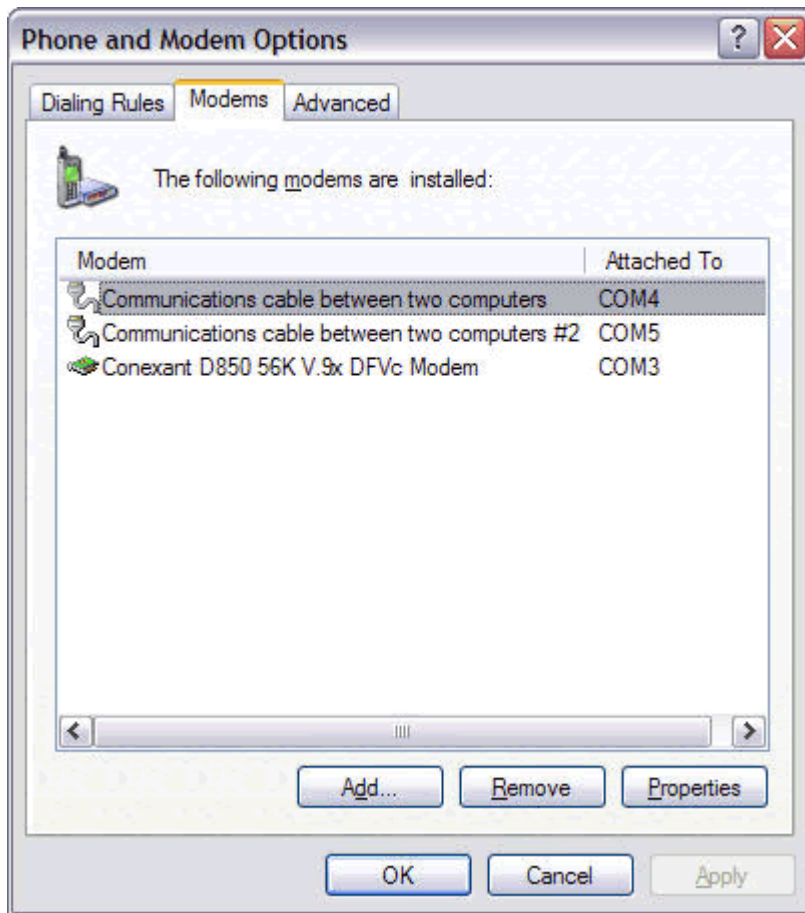 Phone and Modem Options
Dialing Rules Modems Advanced
The following modems are installed:
Modem Attached To
Communications cable between two computers COM4
Communications cable between two computers #2 COM5
Conexant D850 56K V.9x DFVc Modem COM3
Add... Remove Properties
OK Cancel Apply